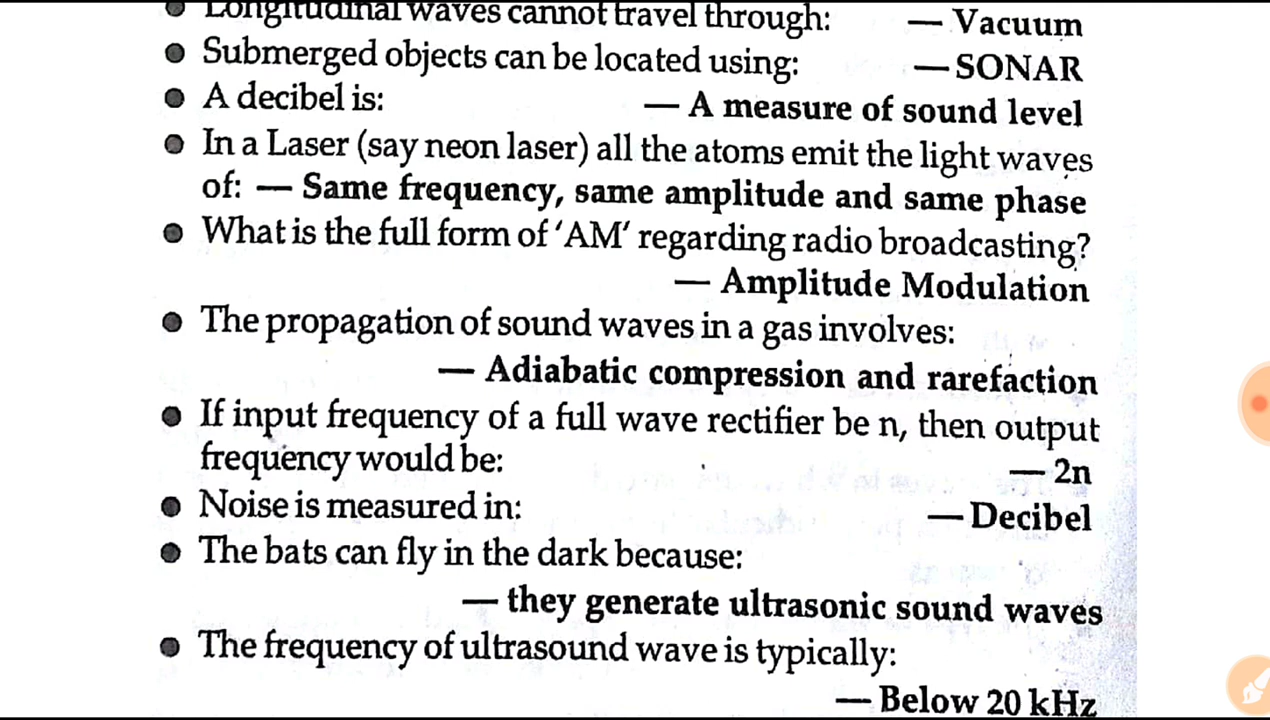 ● Longitudinal waves cannot travel through: — Vacuum
● Submerged objects can be located using: — SONAR
● A decibel is: — A measure of sound level
● In a Laser (say neon laser) all the atoms emit the light waves
of: — Same frequency, same amplitude and same phase
● What is the full form of ‘AM’ regarding radio broadcasting?
— Amplitude Modulation
● The propagation of sound waves in a gas involves:
— Adiabatic compression and rarefaction
● If input frequency of a full wave rectifier be n, then output
frequency would be: — 2n
● Noise is measured in: — Decibel
● The bats can fly in the dark because:
— they generate ultrasonic sound waves
● The frequency of ultrasound wave is typically:
— Below 20 kHz